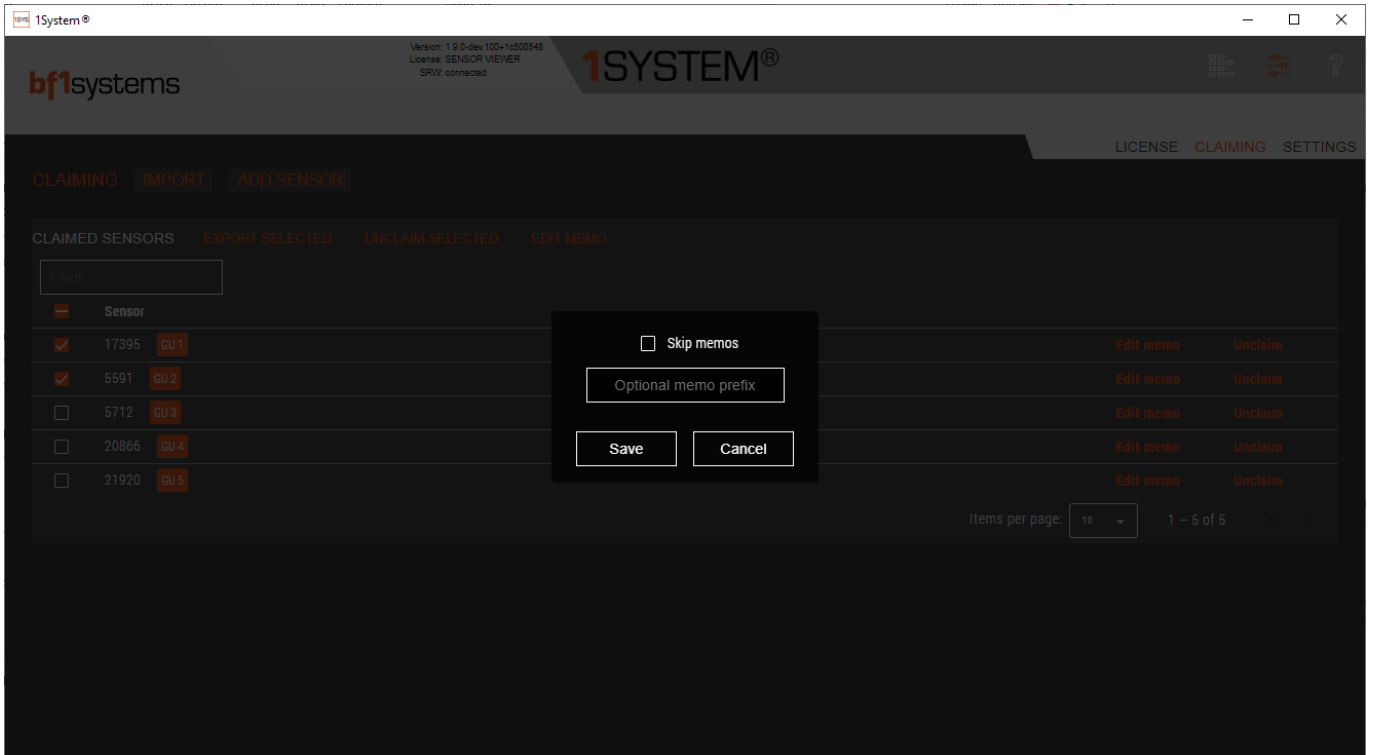 1SYS 1System®
bf1systems
Version: 1.9.0-dev.100+1c500548
License: SENSOR VIEWER
SRW: connected
1SYSTEM®
?
LICENSE CLAIMING SETTINGS
CLAIMING IMPORT ADD SENSOR
CLAIMED SENSORS EXPORT SELECTED UNCLAIM SELECTED EDIT MEMO
Filter
Sensor
17395 GU 1 Edit memo Unclaim
5591 GU 2 Edit memo Unclaim
5712 GU 3 Edit memo Unclaim
20866 GU 4 Edit memo Unclaim
21920 GU 5 Edit memo Unclaim
Items per page: 10 1 – 5 of 5
Skip memos
Optional memo prefix
Save Cancel